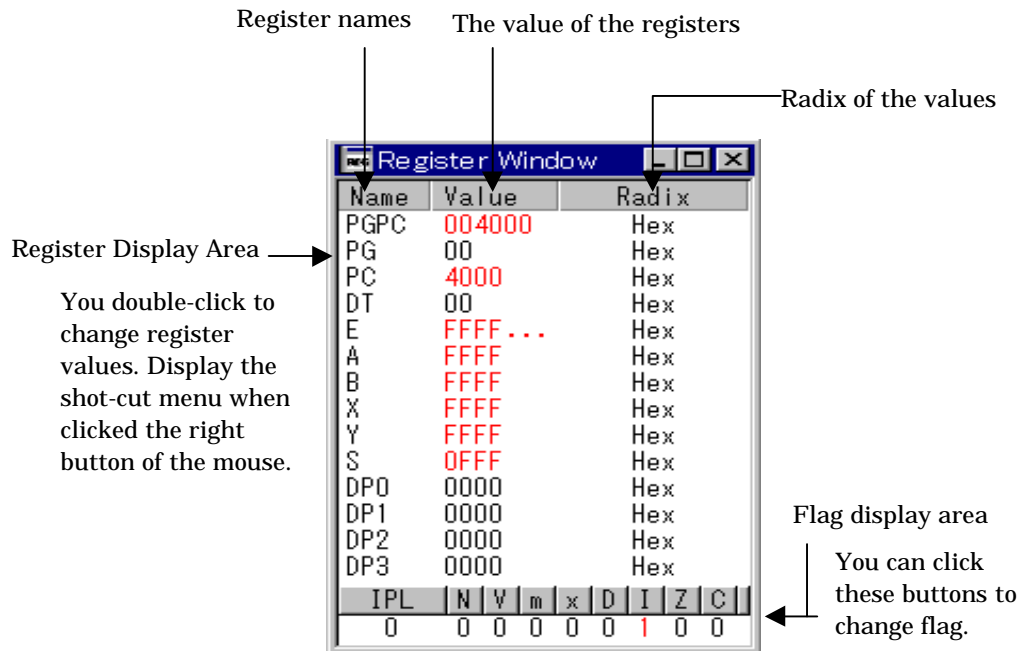 Register names
The value of the registers
Radix of the values
REG Register Window
Name Value Radix
PGPC 004000 Hex
PG 00 Hex
PC 4000 Hex
DT 00 Hex
E FFFF... Hex
A FFFF Hex
B FFFF Hex
X FFFF Hex
Y FFFF Hex
S 0FFF Hex
DP0 0000 Hex
DP1 0000 Hex
DP2 0000 Hex
DP3 0000 Hex
IPL N V m x D I Z C
0 0 0 0 0 0 1 0 0
Register Display Area
You double-click to
change register
values. Display the
shot-cut menu when
clicked the right
button of the mouse.
Flag display area
You can click
these buttons to
change flag.